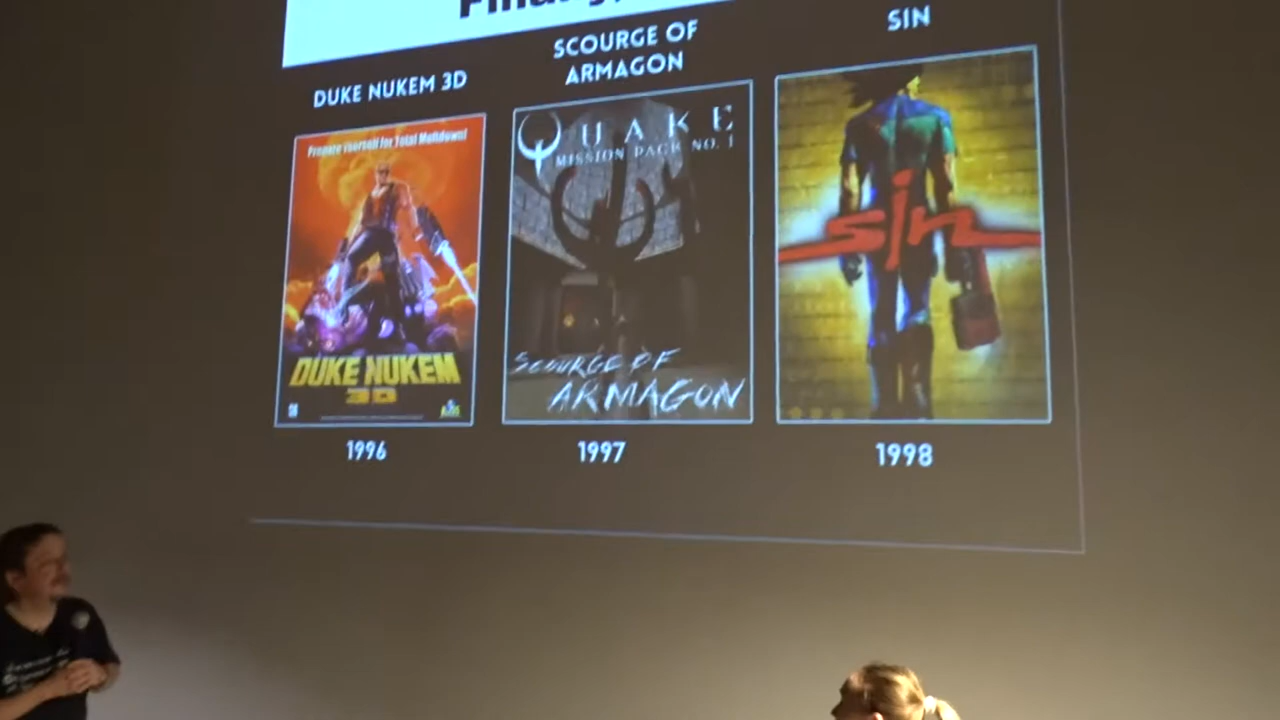 SCOURGE OF
ARMAGON
SIN
DUKE NUKEM 3D
Prepare Yourself for Total Meltdown!
DUKE NUKEM
3D
QUAKE
MISSION PACK NO. 1
SCOURGE OF
ARMAGON
sin
1996
1997
1998